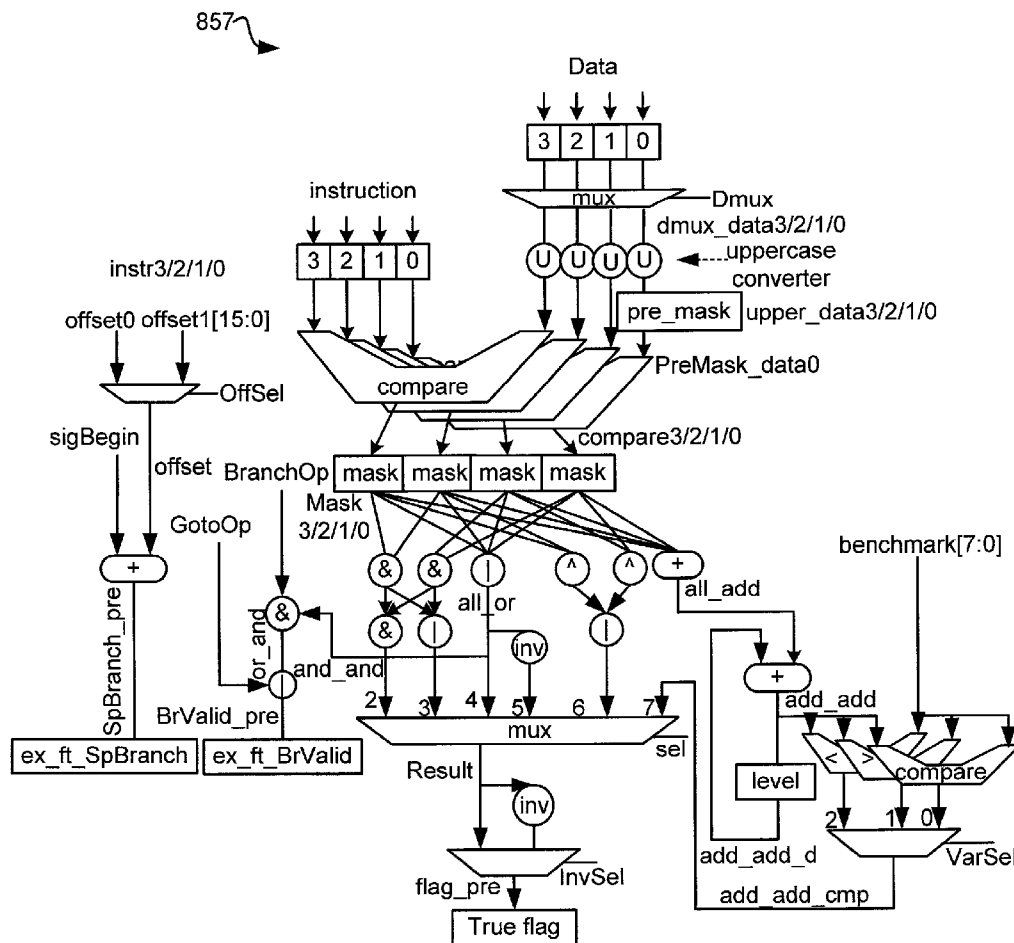 857
Data
3 2 1 0
mux
Dmux
instruction
dmux_data3/2/1/0
3 2 1 0
U U U U
uppercase
converter
instr3/2/1/0
pre_mask
upper_data3/2/1/0
offset0 offset1[15:0]
PreMask_data0
compare
OffSel
sigBegin
compare3/2/1/0
offset
BranchOp
mask mask mask mask
Mask
3/2/1/0
GotoOp
benchmark[7:0]
+
& & | ^ ^ +
all_add
all_or
SpBranch_pre
&
or_and
& | inv |
and_and
+
|
add_add
BrValid_pre
2 3 4 5 6 7
mux
sel
< > compare
ex_ft_SpBranch
ex_ft_BrValid
Result
level
inv
2 1 0
add_add_d
VarSel
InvSel
flag_pre
add_add_cmp
True flag